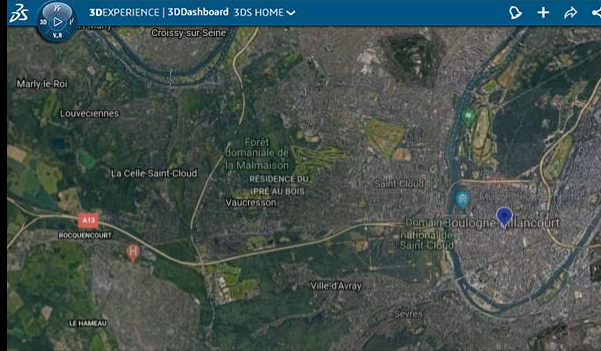 3DEXPERIENCE | 3DDashboard 3DS HOME
3D
V.R
Croissy-sur-Seine
Marly-le-Roi
Louveciennes
Forêt
domaniale de
la Malmaison
La Celle-Saint-Cloud
RÉSIDENCE DU
PRÉ AU BOIS
Saint-Cloud
Vaucresson
A13
Domaine
national de
Saint-Cloud
Boulogne-Billancourt
ROCQUENCOURT
H
Ville-d'Avray
Sèvres
LE HAMEAU